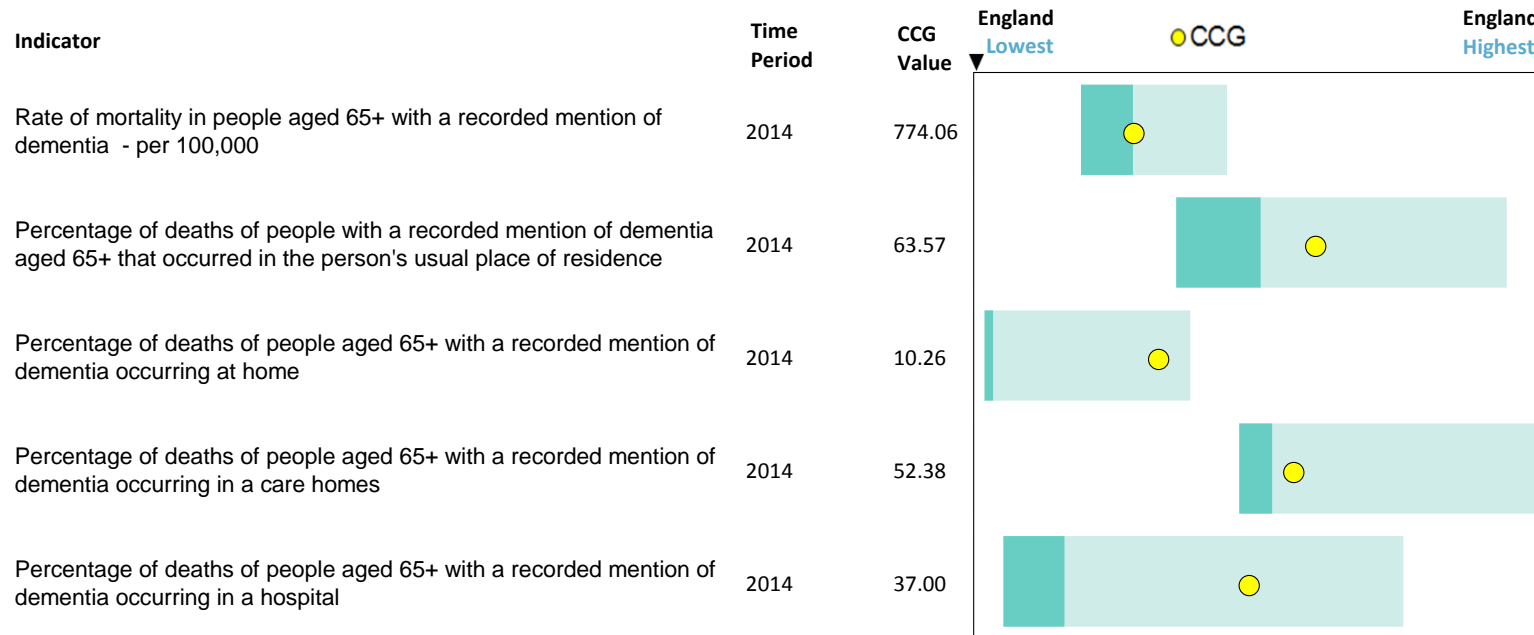 Indicator
Time
Period
CCG
Value
England
Lowest
CCG
England
Highest
Rate of mortality in people aged 65+ with a recorded mention of
dementia - per 100,000
2014
774.06
Percentage of deaths of people with a recorded mention of dementia
aged 65+ that occurred in the person's usual place of residence
2014
63.57
Percentage of deaths of people aged 65+ with a recorded mention of
dementia occurring at home
2014
10.26
Percentage of deaths of people aged 65+ with a recorded mention of
dementia occurring in a care homes
2014
52.38
Percentage of deaths of people aged 65+ with a recorded mention of
dementia occurring in a hospital
2014
37.00